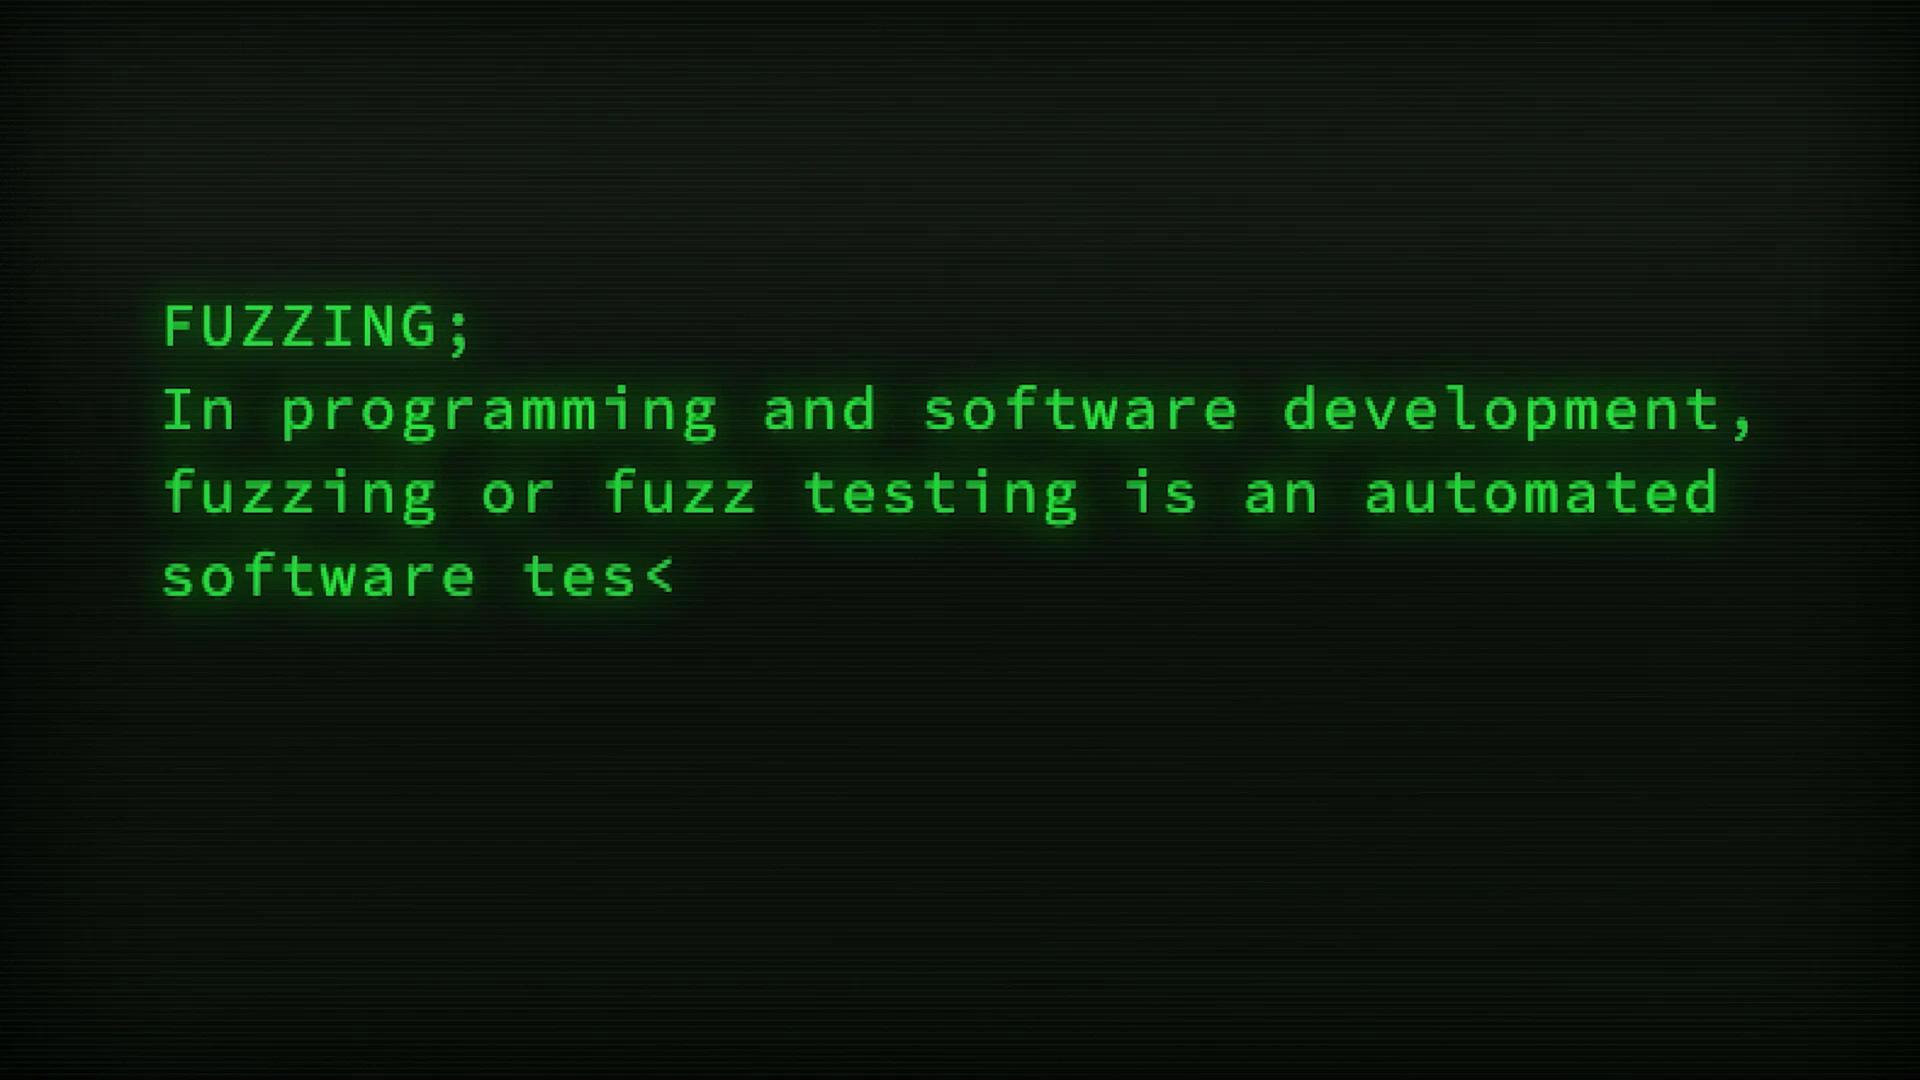 FUZZING;
In programming and software development,
fuzzing or fuzz testing is an automated
software tes<